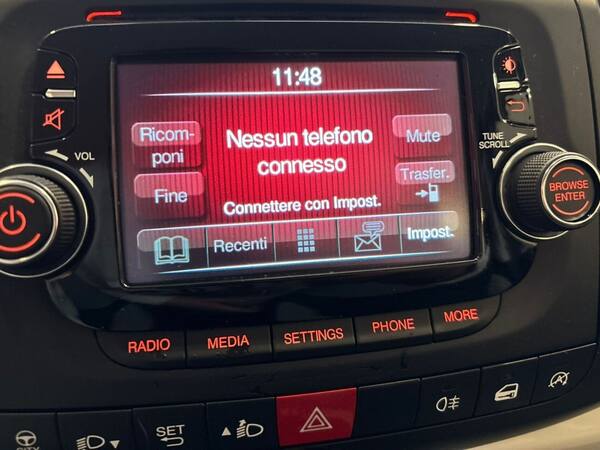 11:48
Ricom-
poni
Nessun telefono
connesso
Mute
Fine
Trasfer.
Connettere con Impost.
Recenti
Impost.
VOL
TUNE
SCROLL
BROWSE
ENTER
RADIO
MEDIA
SETTINGS
PHONE
MORE
CITY
SET
A